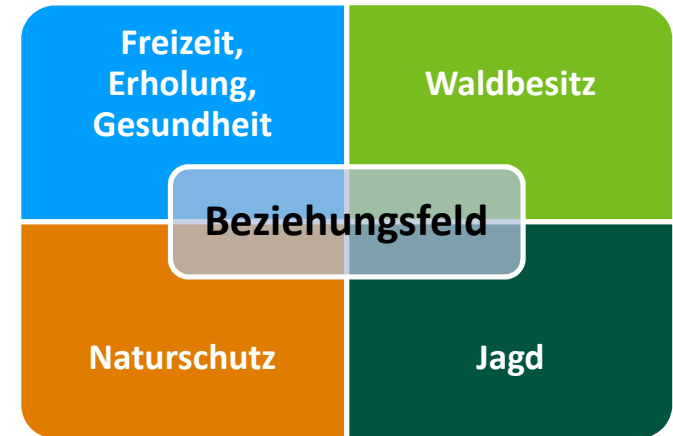 Freizeit,
Erholung,
Gesundheit
Waldbesitz
Beziehungsfeld
Naturschutz
Jagd